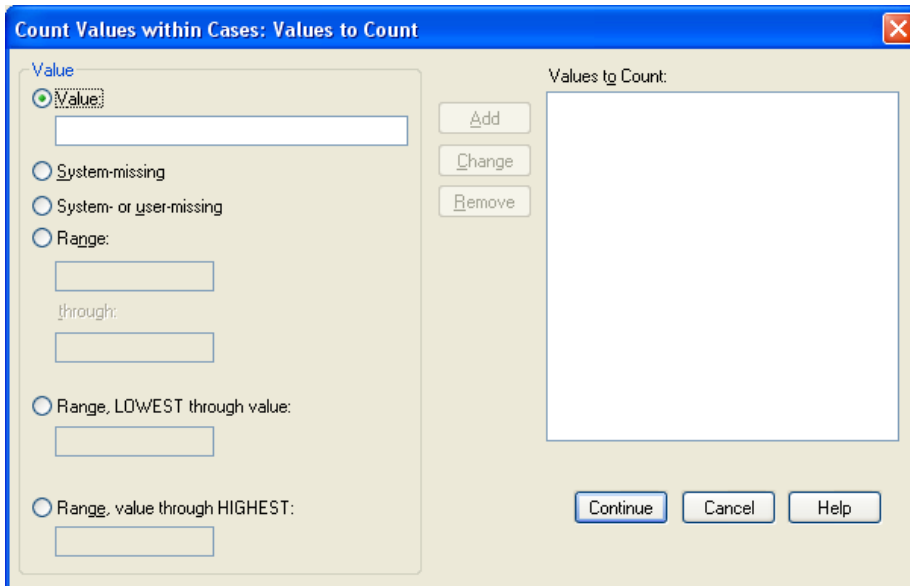 Count Values within Cases: Values to Count
Value
Value:
System-missing
System- or user-missing
Range:
through:
Range, LOWEST through value:
Range, value through HIGHEST:
Add
Change
Remove
Values to Count:
Continue
Cancel
Help